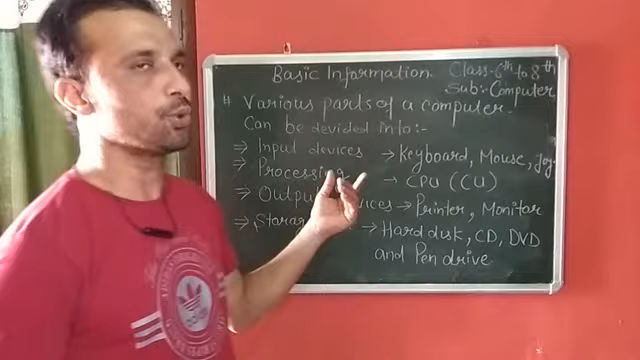 Basic Information. Class-6th to 8th
Sub:- Computer
# Various parts of a computer.
Can be devided into:-
⇒ Input devices → Keyboard, Mouse, Joy-
⇒ Processing → CPU (CU)
⇒ Output devices → Printer, Monitor
⇒ → Hard disk, CD, DVD
and Pen drive
adidas